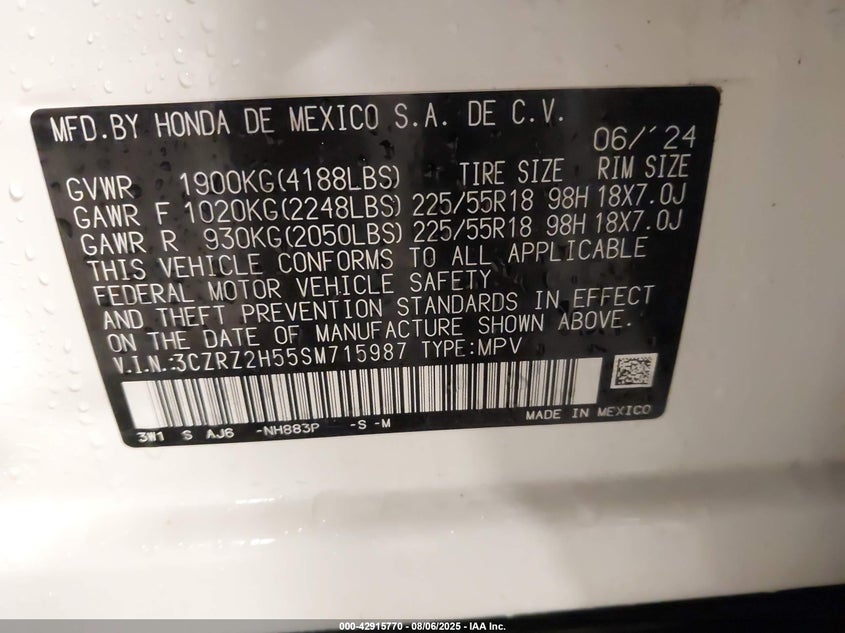 MFD.BY HONDA DE MEXICO S.A. DE C.V.
06/'24
TIRE SIZE RIM SIZE
GVWR 1900KG(4188LBS)
GAWR F 1020KG(2248LBS) 225/55R18 98H 18X7.0J
GAWR R 930KG(2050LBS) 225/55R18 98H 18X7.0J
THIS VEHICLE CONFORMS TO ALL APPLICABLE
FEDERAL MOTOR VEHICLE SAFETY
AND THEFT PREVENTION STANDARDS IN EFFECT
ON THE DATE OF MANUFACTURE SHOWN ABOVE.
V.I.N.:3CZRZ2H55SM715987 TYPE:MPV
MADE IN MEXICO
3W1 S AJ6 -NH883P -S -M
000-42915770 | 08/06/2025 | IAA Inc.